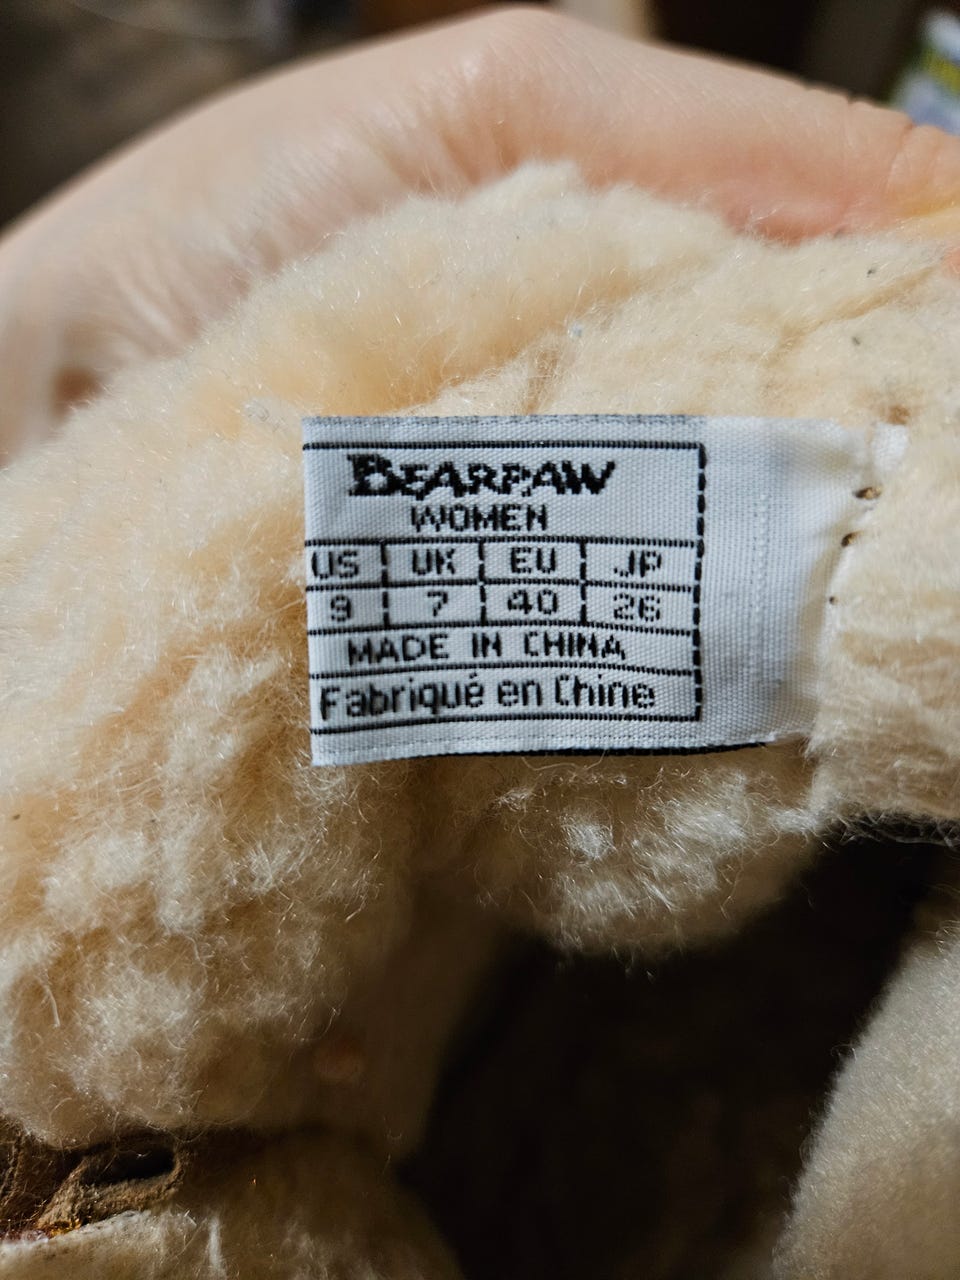 BEARPAW
WOMEN
US UK EU JP
9 7 40 26
MADE IN CHINA
Fabriqué en Chine